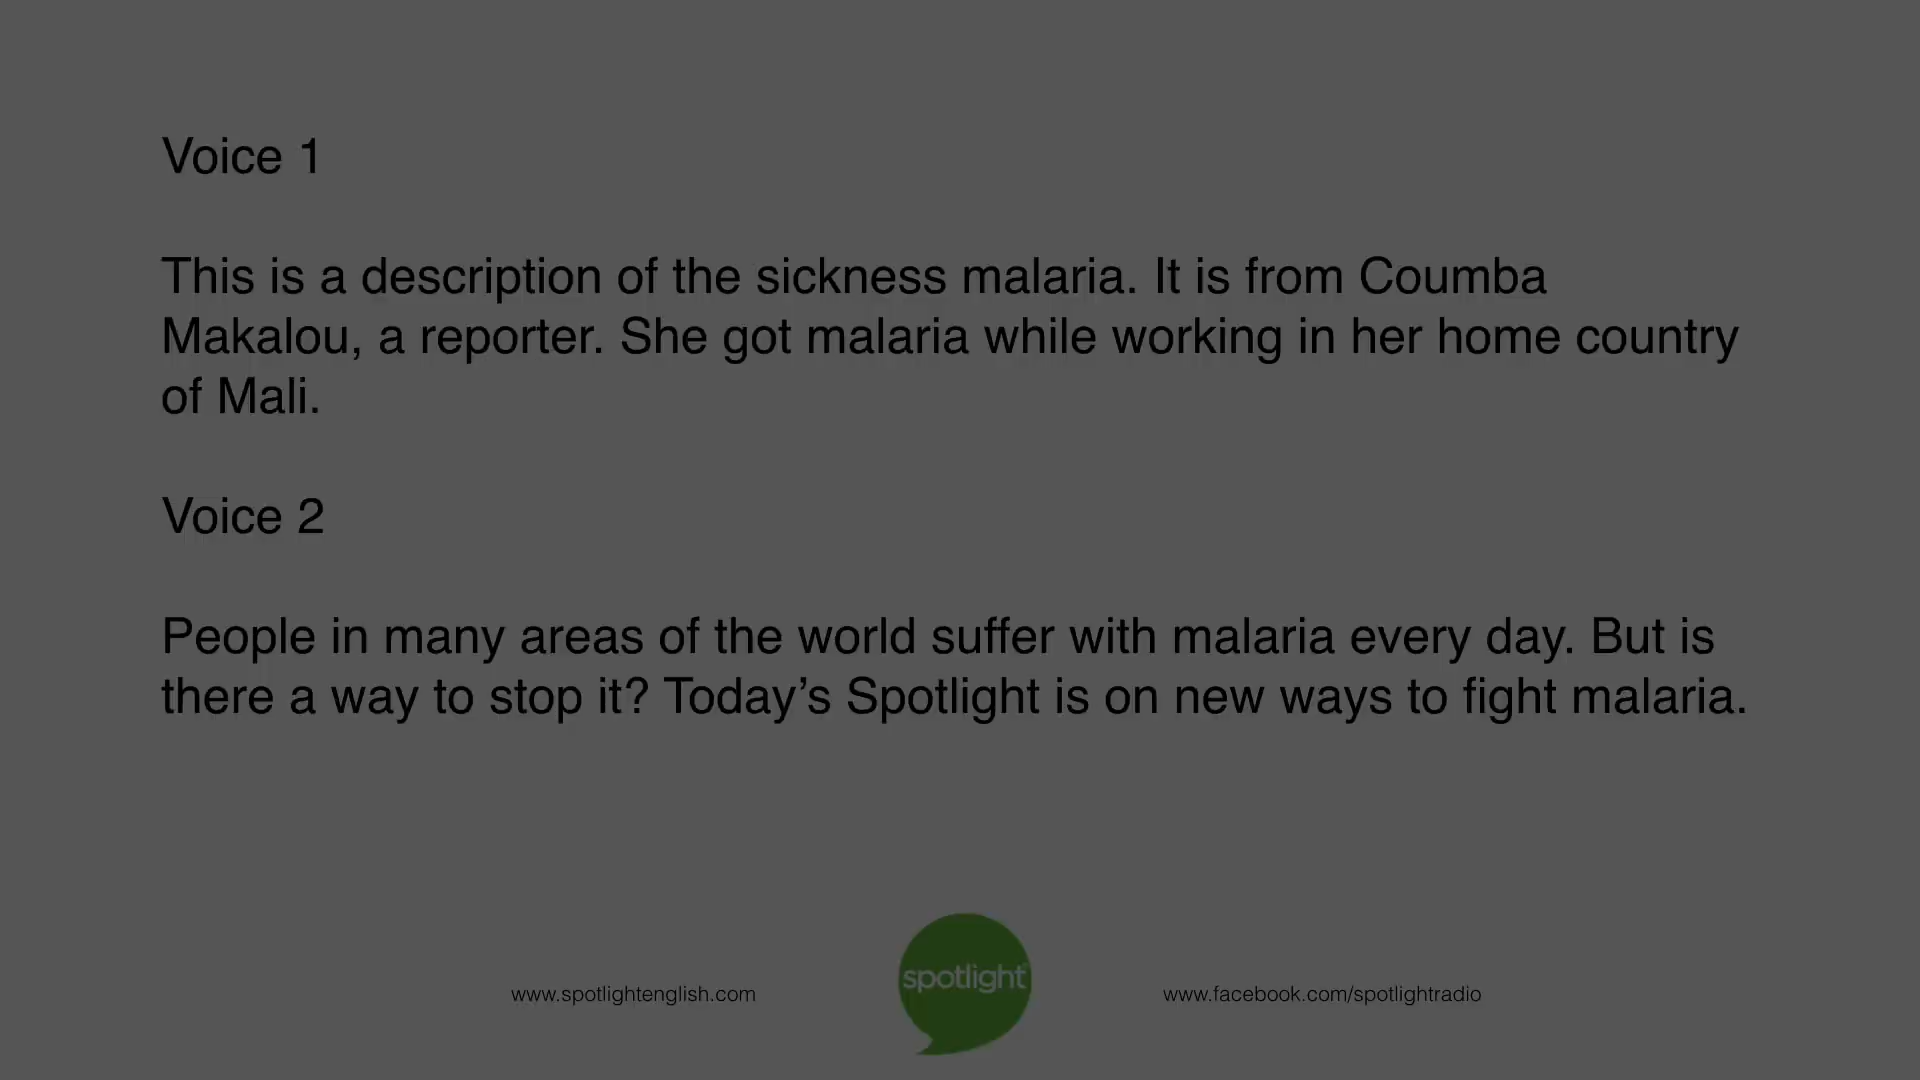 Voice 1
This is a description of the sickness malaria. It is from Coumba
Makalou, a reporter. She got malaria while working in her home country
of Mali.
Voice 2
People in many areas of the world suffer with malaria every day. But is
there a way to stop it? Today’s Spotlight is on new ways to fight malaria.
spotlight
www.spotlightenglish.com
www.facebook.com/spotlightradio